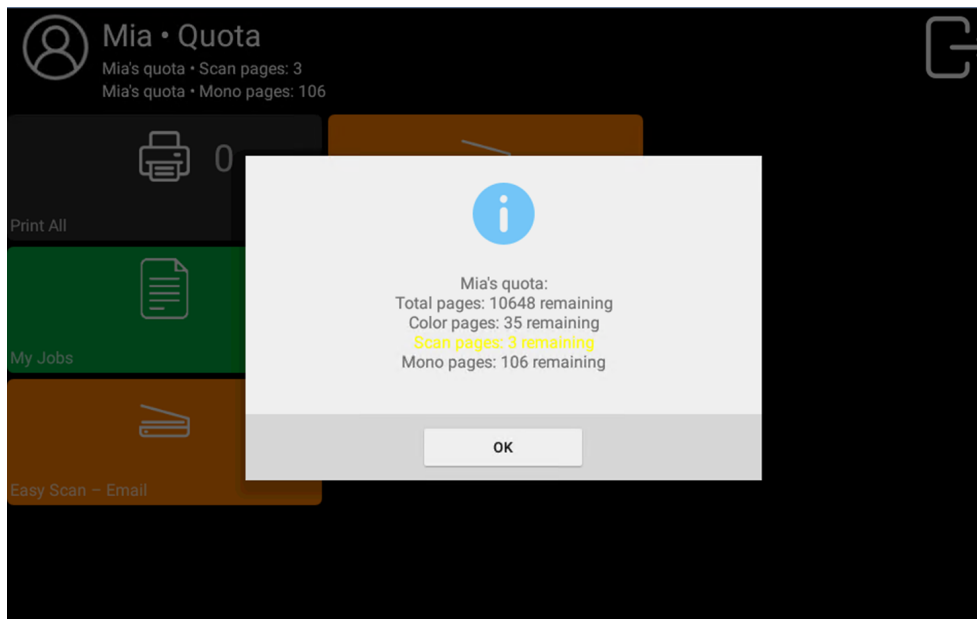 Mia • Quota
Mia's quota • Scan pages: 3
Mia's quota • Mono pages: 106
0
Print All
My Jobs
Easy Scan – Email
Mia's quota:
Total pages: 10648 remaining
Color pages: 35 remaining
Scan pages: 3 remaining
Mono pages: 106 remaining
OK